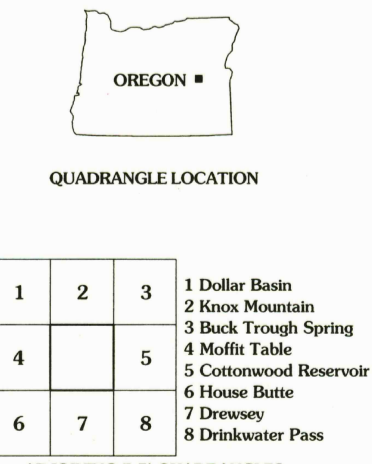 OREGON
QUADRANGLE LOCATION
1 2 3
4 5
6 7 8
1 Dollar Basin
2 Knox Mountain
3 Buck Trough Spring
4 Moffit Table
5 Cottonwood Reservoir
6 House Butte
7 Drewsey
8 Drinkwater Pass